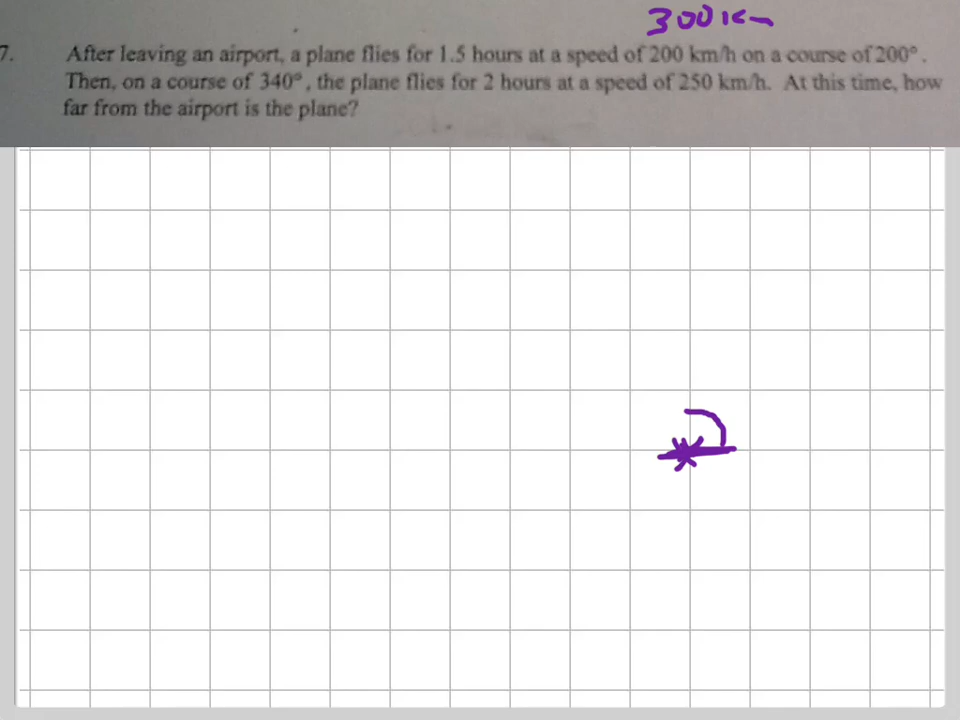 300 km
7. After leaving an airport, a plane flies for 1.5 hours at a speed of 200 km/h on a course of 200°.
Then, on a course of 340°, the plane flies for 2 hours at a speed of 250 km/h. At this time, how
far from the airport is the plane?